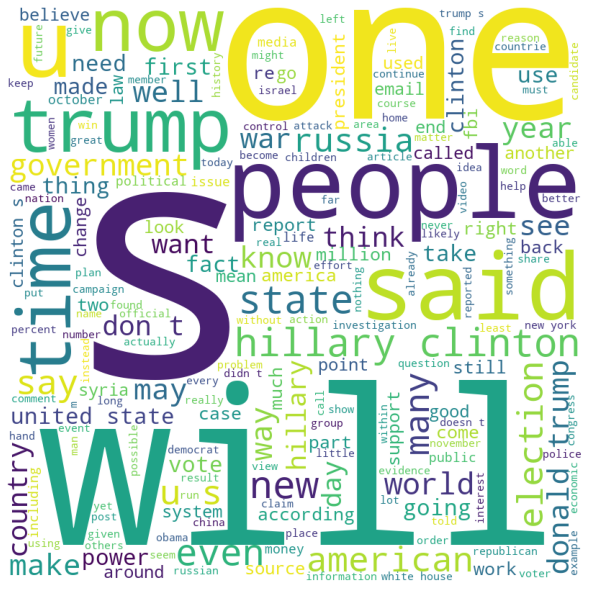 believe
now
u
one
need
made
law
first
well
october
keep
history
member
left
future
give
media
might
israel
re
go
president
used
email
continue
course
trump s
live
find
clinton
fbi
reason
countrie
use
must
candidate
women
win
great
trump
war
russia
control
become
attack
children
today
area
home
end
called
matter
article
year
another
able
idea
word
government
thing
came
nation
political
issue
people
far
video
never
likely
help
better
time
clinton s
change
look
want
real
report
life
know
think
fact
mean
effort
million
america
nothing
right
take
already
reported
see
back
share
something
S
plan
put
campaign
two
percent
number
name
found
official
instead
actually
don t
without
action
state
said
investigation
least
new york
didn t
hillary clinton
say
syria
may
problem
every
really
comment
m
long
united state
hand
event
man
possible
case
way
much
hillary
point
question
still
call
show
many
within
support
good
come
doesn t
november
public
police
congress
economic
example
election
donald trump
country
including
using
yet
post
given
others
vote
democrat
result
system
china
u s
view
run
claim
obama
seem
russian
will
new
group
little
part
day
evidence
lot
according
place
world
going
interest
told
order
republican
voter
work
make
power
around
even
money
source
information
american
white house